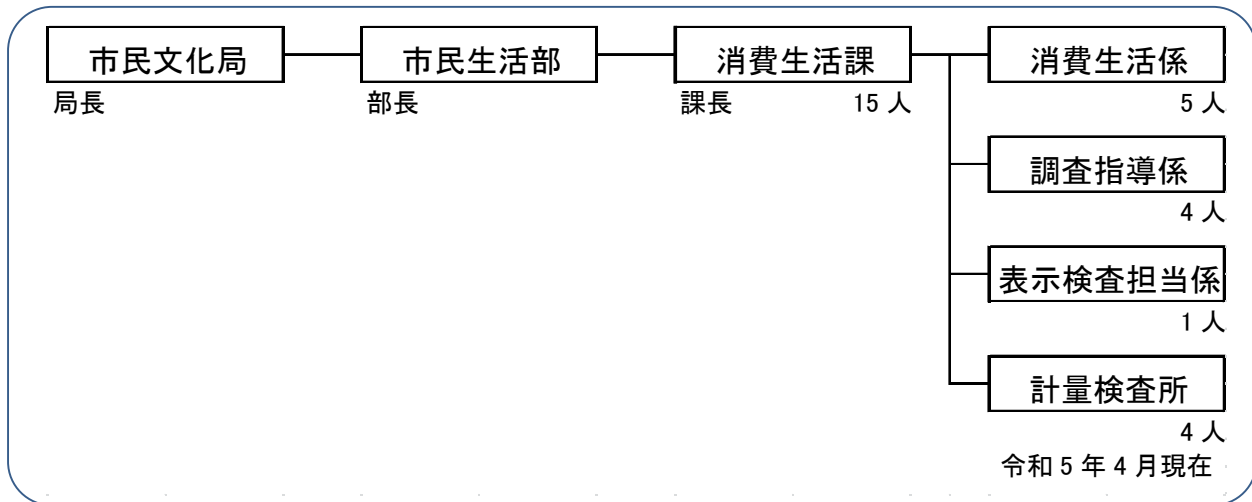 市民文化局 市民生活部 消費生活課 消費生活係
局長 部長 課長 15人 5人
調査指導係
4人
表示検査担当係
1人
計量検査所
4人
令和5年4月現在